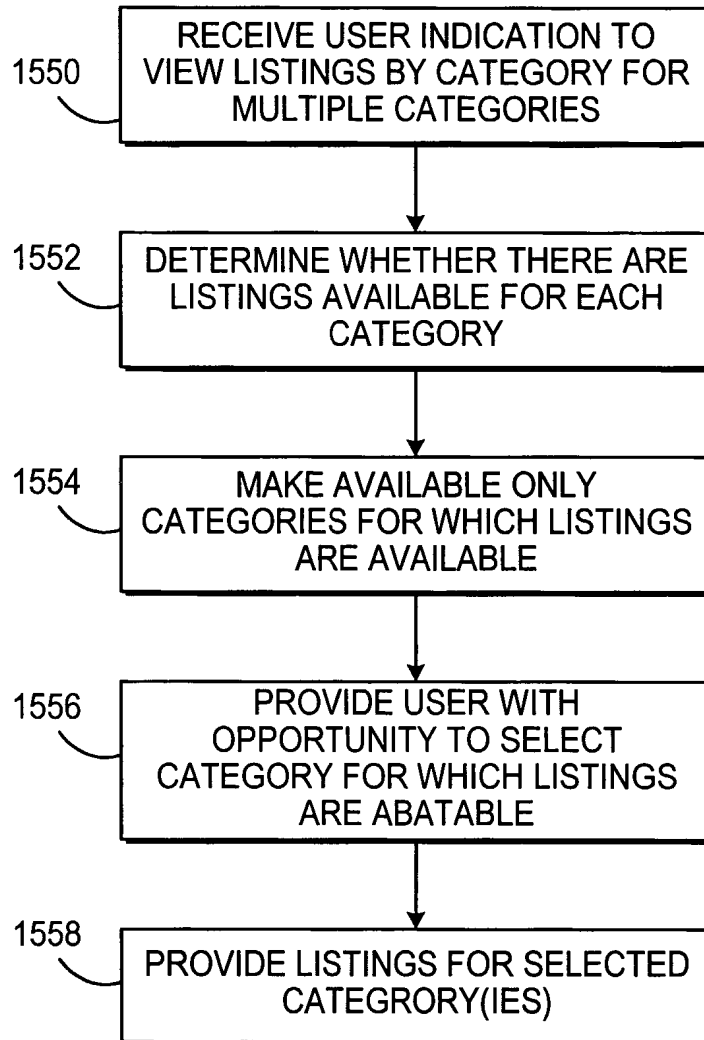 1550
RECEIVE USER INDICATION TO
VIEW LISTINGS BY CATEGORY FOR
MULTIPLE CATEGORIES
1552
DETERMINE WHETHER THERE ARE
LISTINGS AVAILABLE FOR EACH
CATEGORY
1554
MAKE AVAILABLE ONLY
CATEGORIES FOR WHICH LISTINGS
ARE AVAILABLE
1556
PROVIDE USER WITH
OPPORTUNITY TO SELECT
CATEGORY FOR WHICH LISTINGS
ARE ABATABLE
1558
PROVIDE LISTINGS FOR SELECTED
CATEGRORY(IES)